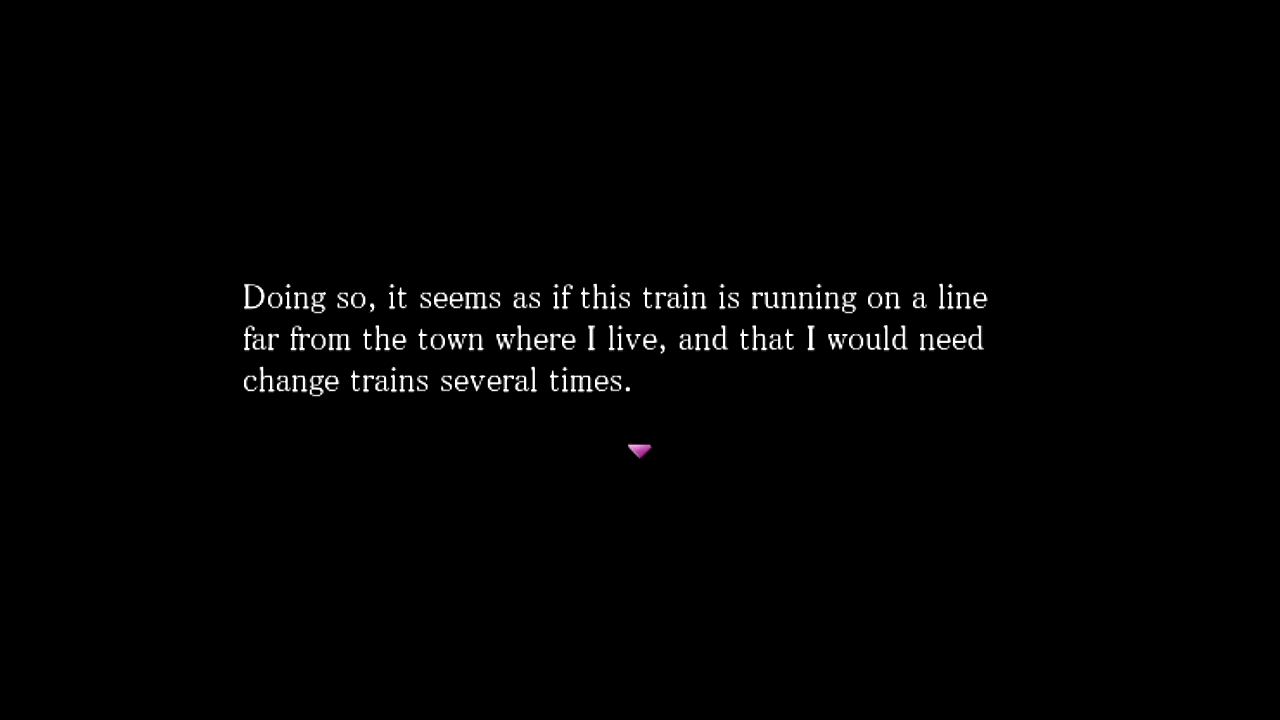 Doing so, it seems as if this train is running on a line
far from the town where I live, and that I would need
change trains several times.